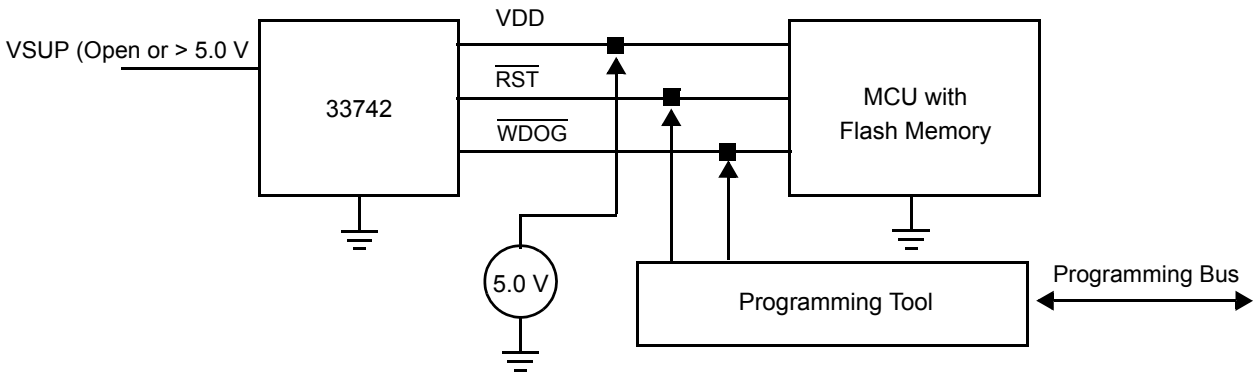 VDD
VSUP (Open or > 5.0 V
RST
33742
MCU with
Flash Memory
WDOG
5.0 V
Programming Bus
Programming Tool